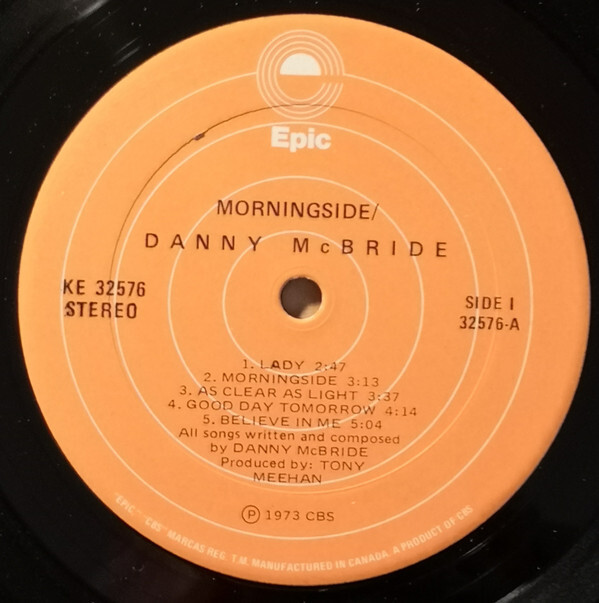 Epic
MORNINGSIDE/
DANNY McBRIDE
KE 32576
STEREO
SIDE 1
32576-A
1. LADY 2:47
2. MORNINGSIDE 3:13
3. AS CLEAR AS LIGHT 3:37
4. GOOD DAY TOMORROW 4:14
5. BELIEVE IN ME 5:04
All songs written and composed
by DANNY McBRIDE
Produced by: TONY
MEEHAN
℗ 1973 CBS
"EPIC," "CBS" MARCAS REG. T.M. MANUFACTURED IN CANADA. A PRODUCT OF CBS